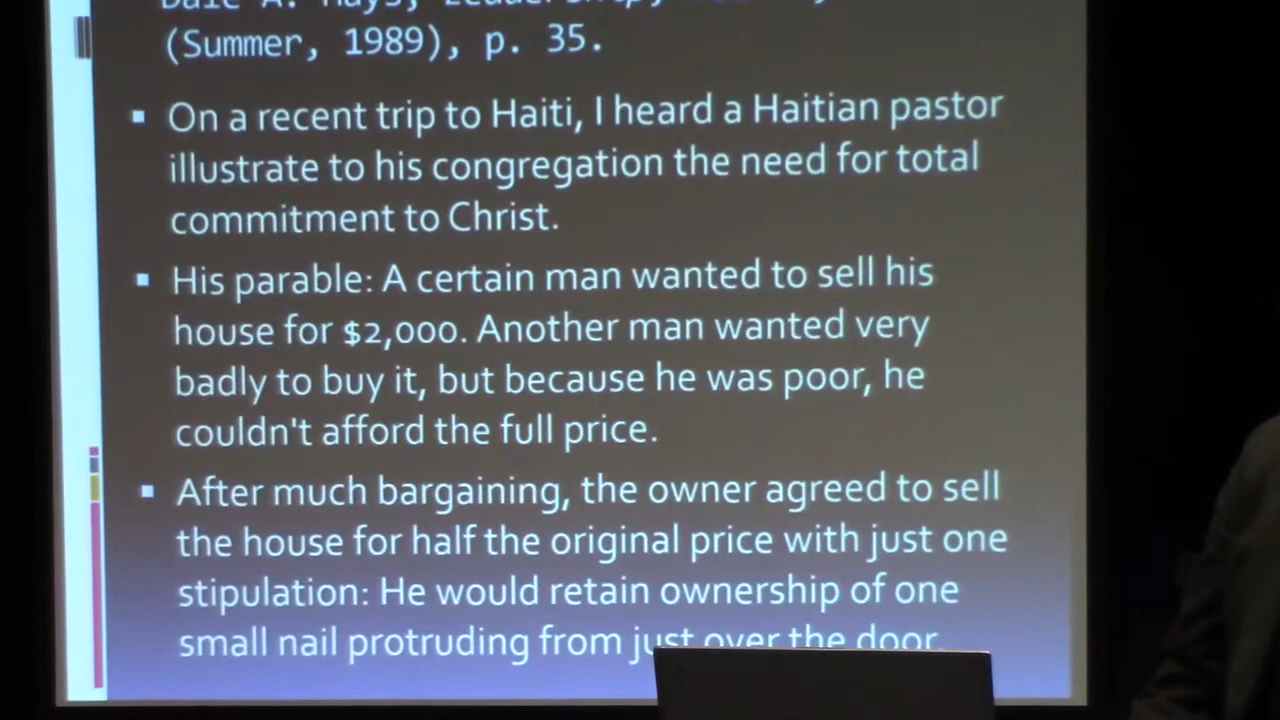 (Summer, 1989), p. 35.
▪ On a recent trip to Haiti, I heard a Haitian pastor
illustrate to his congregation the need for total
commitment to Christ.
▪ His parable: A certain man wanted to sell his
house for $2,000. Another man wanted very
badly to buy it, but because he was poor, he
couldn't afford the full price.
▪ After much bargaining, the owner agreed to sell
the house for half the original price with just one
stipulation: He would retain ownership of one
small nail protruding from just over the door.